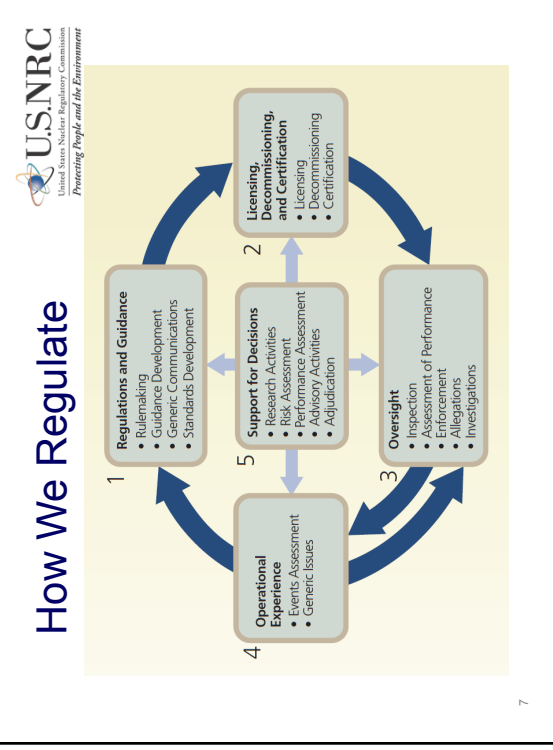 How We Regulate
U.S.NRC
United States Nuclear Regulatory Commission
Protecting People and the Environment
1
Regulations and Guidance
• Rulemaking
• Guidance Development
• Generic Communications
• Standards Development
2
Licensing,
Decommissioning,
and Certification
• Licensing
• Decommissioning
• Certification
3
Oversight
• Inspection
• Assessment of Performance
• Enforcement
• Allegations
• Investigations
4
Operational
Experience
• Events Assessment
• Generic Issues
5
Support for Decisions
• Research Activities
• Risk Assessment
• Performance Assessment
• Advisory Activities
• Adjudication
7